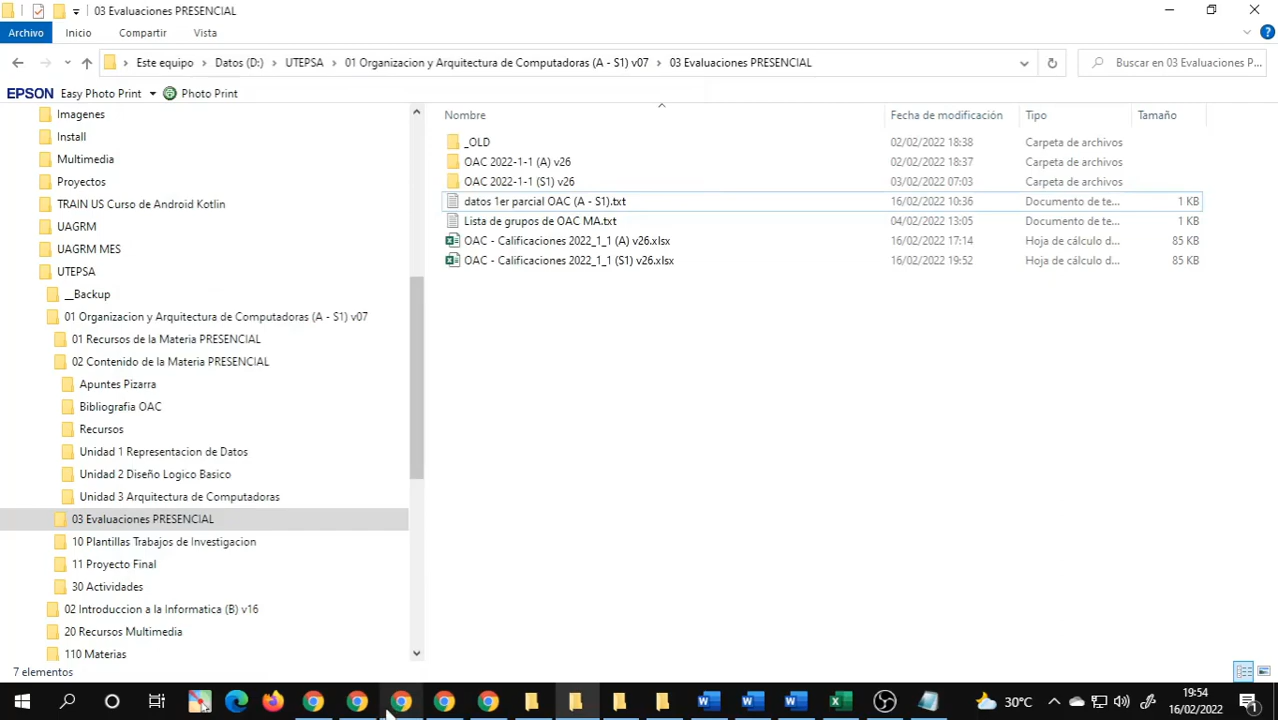 03 Evaluaciones PRESENCIAL
Archivo Inicio Compartir Vista
Este equipo Datos (D:) UTEPSA 01 Organizacion y Arquitectura de Computadoras (A - S1) v07 03 Evaluaciones PRESENCIAL
Buscar en 03 Evaluaciones P...
EPSON Easy Photo Print Photo Print
Imagenes
Install
Multimedia
Proyectos
TRAIN US Curso de Android Kotlin
UAGRM
UAGRM MES
UTEPSA
__Backup
01 Organizacion y Arquitectura de Computadoras (A - S1) v07
01 Recursos de la Materia PRESENCIAL
02 Contenido de la Materia PRESENCIAL
Apuntes Pizarra
Bibliografia OAC
Recursos
Unidad 1 Representacion de Datos
Unidad 2 Diseño Logico Basico
Unidad 3 Arquitectura de Computadoras
03 Evaluaciones PRESENCIAL
10 Plantillas Trabajos de Investigacion
11 Proyecto Final
30 Actividades
02 Introduccion a la Informatica (B) v16
20 Recursos Multimedia
110 Materias
Nombre Fecha de modificación Tipo Tamaño
_OLD 02/02/2022 18:38 Carpeta de archivos
OAC 2022-1-1 (A) v26 02/02/2022 18:37 Carpeta de archivos
OAC 2022-1-1 (S1) v26 03/02/2022 07:03 Carpeta de archivos
datos 1er parcial OAC (A - S1).txt 16/02/2022 10:36 Documento de te... 1 KB
Lista de grupos de OAC MA.txt 04/02/2022 13:05 Documento de te... 1 KB
OAC - Calificaciones 2022_1_1 (A) v26.xlsx 16/02/2022 17:14 Hoja de cálculo d... 85 KB
OAC - Calificaciones 2022_1_1 (S1) v26.xlsx 16/02/2022 19:52 Hoja de cálculo d... 85 KB
7 elementos
30°C
19:54
16/02/2022
1